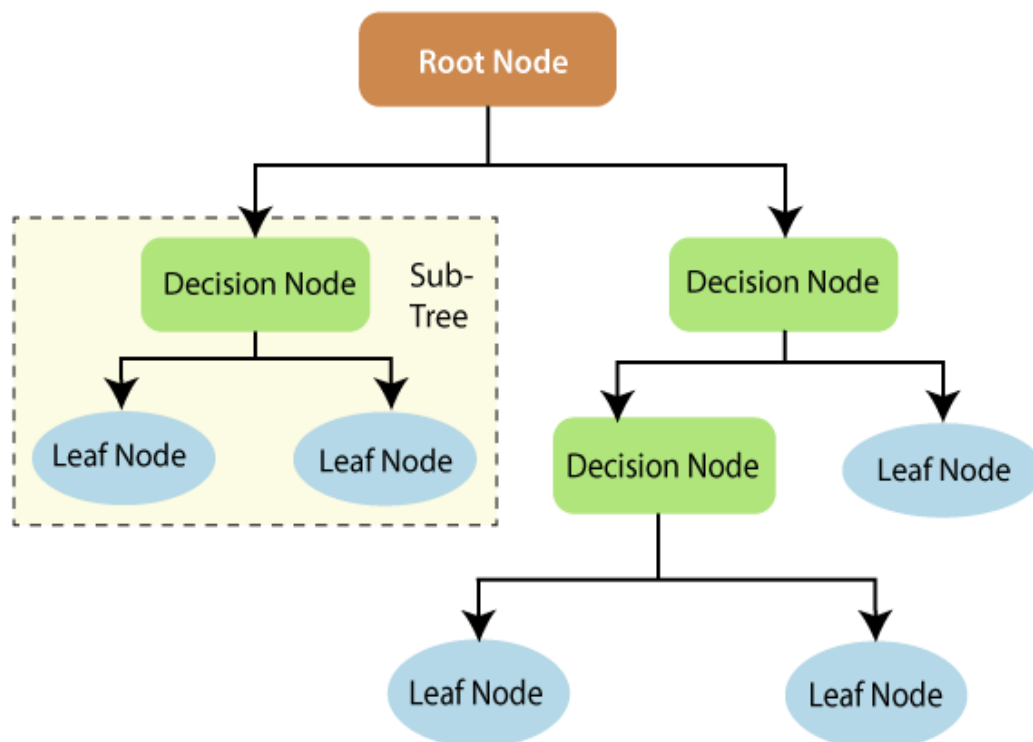 Root Node
Decision Node
Sub-
Tree
Decision Node
Leaf Node
Leaf Node
Decision Node
Leaf Node
Leaf Node
Leaf Node